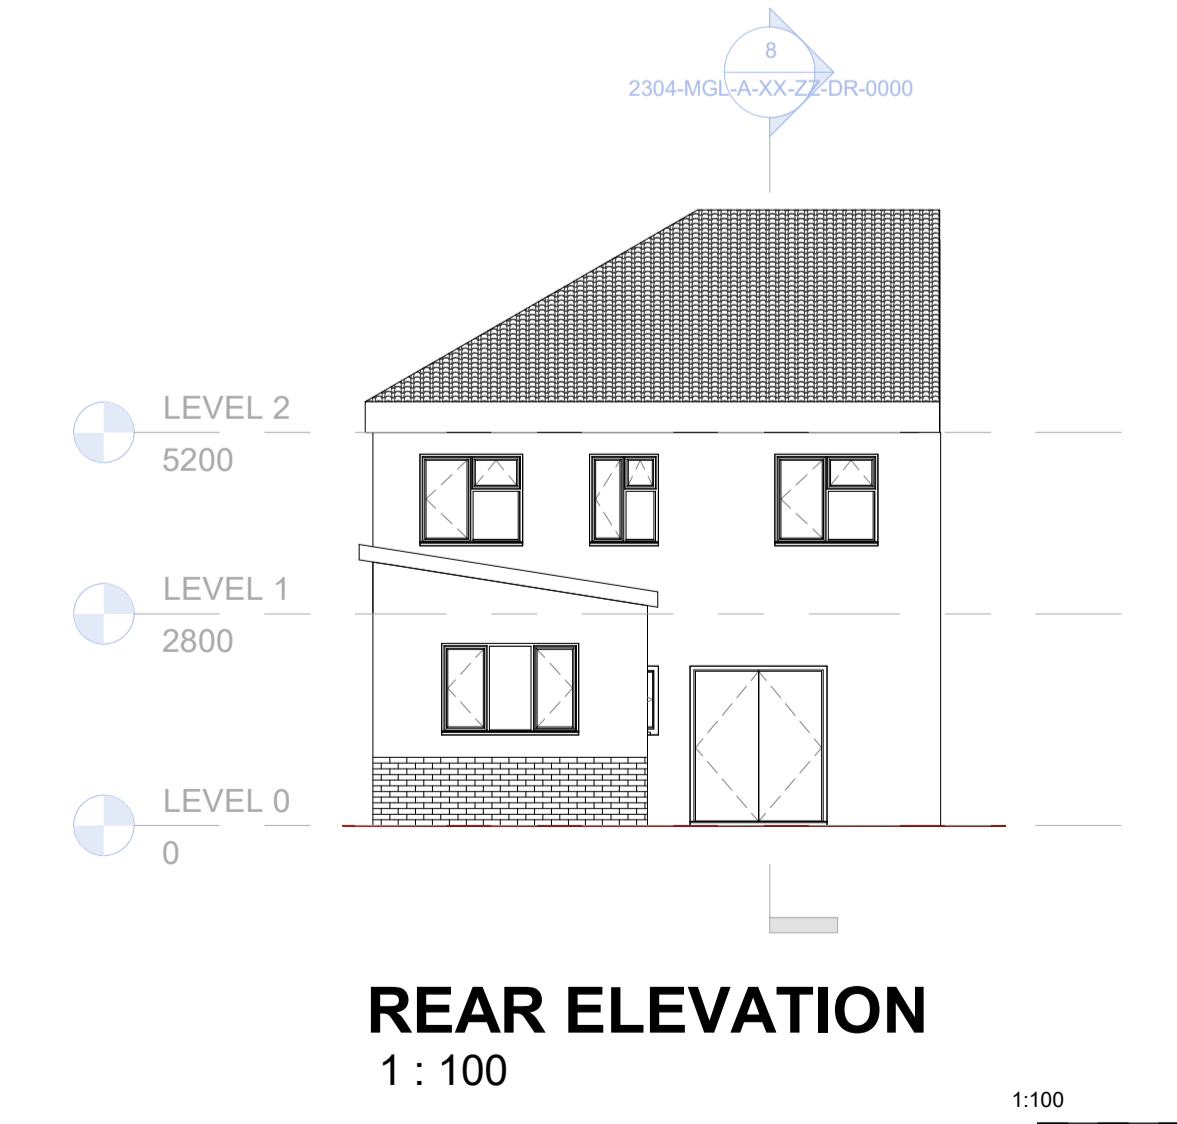 8
2304-MGL-A-XX-ZZ-DR-0000
LEVEL 2
5200
LEVEL 1
2800
LEVEL 0
0
REAR ELEVATION
1 : 100
1:100